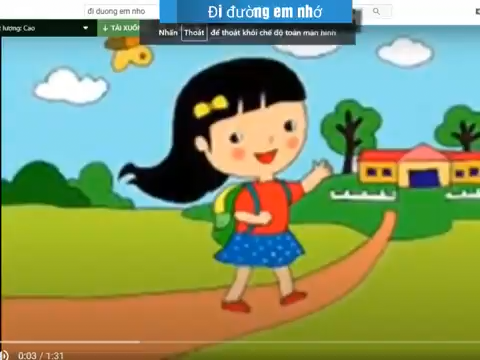 đi duong em nho
Đi đường em nhớ
t lượng: Cao
↓ TẢI XUỐ
Nhấn Thoát để thoát khỏi chế độ toàn màn hình
0:03 / 1:31